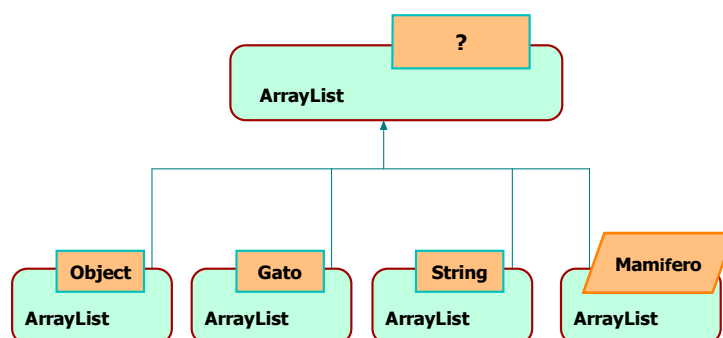 ?
ArrayList
Object
Gato
String
Mamifero
ArrayList
ArrayList
ArrayList
ArrayList